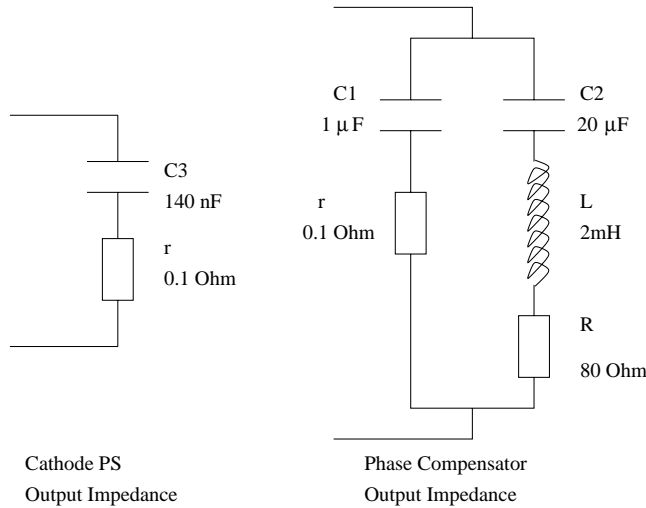 C3
140 nF
r
0.1 Ohm
Cathode PS
Output Impedance
C1
1 μF
r
0.1 Ohm
C2
20 μF
L
2mH
R
80 Ohm
Phase Compensator
Output Impedance